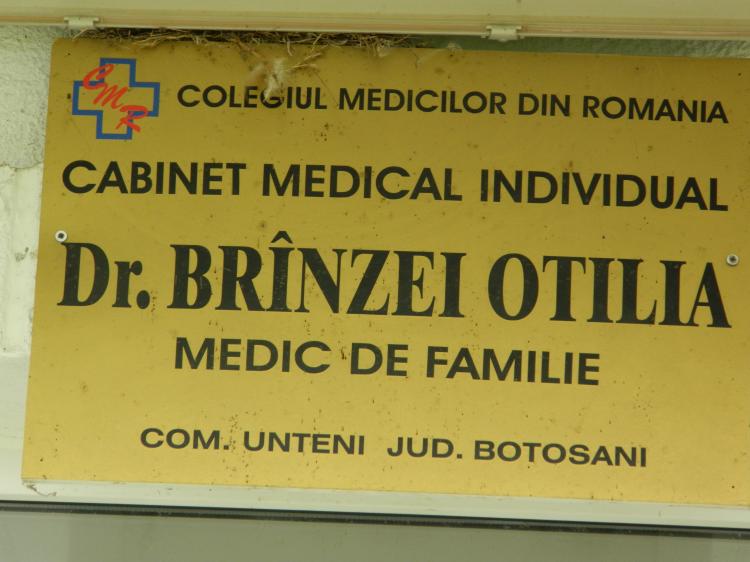 CMR COLEGIUL MEDICILOR DIN ROMANIA
CABINET MEDICAL INDIVIDUAL
Dr. BRÎNZEI OTILIA
MEDIC DE FAMILIE
COM. UNTENI JUD. BOTOSANI